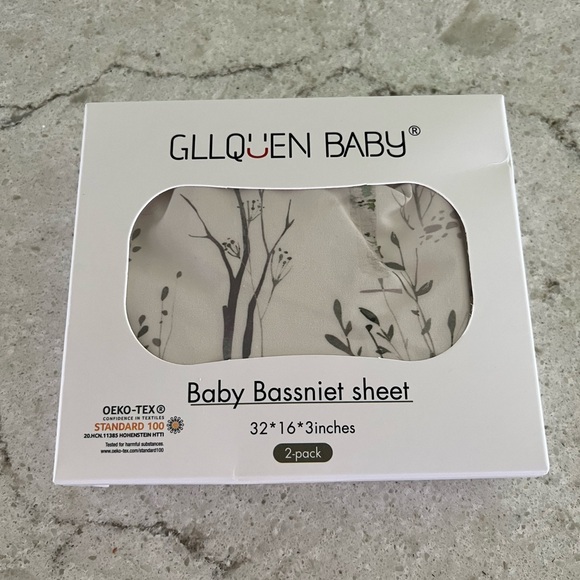 GLLQUEN BABY®
Baby Bassniet sheet
32*16*3inches
2-pack
OEKO-TEX®
CONFIDENCE IN TEXTILES
STANDARD 100
20.HCN.11385 HOHENSTEIN HTTI
Tested for harmful substances.
www.oeko-tex.com/standard100